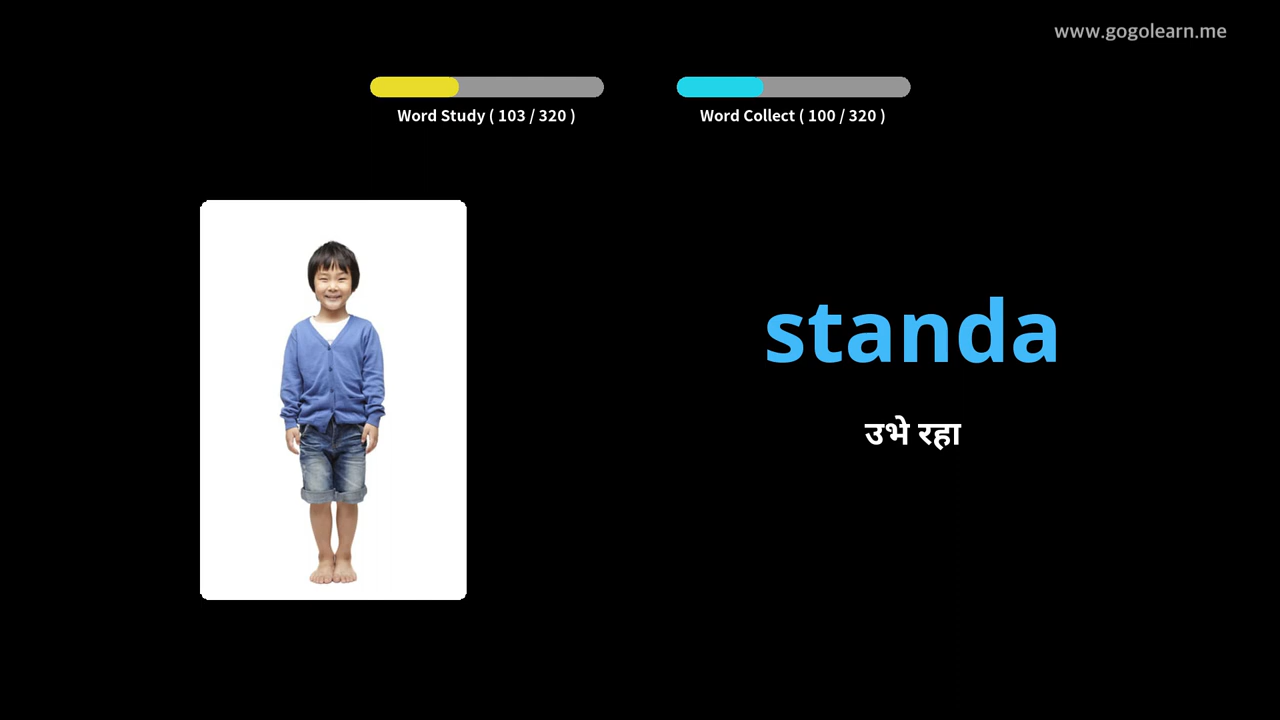 www.gogolearn.me
Word Study ( 103 / 320 )
Word Collect ( 100 / 320 )
standa
उभे रहा